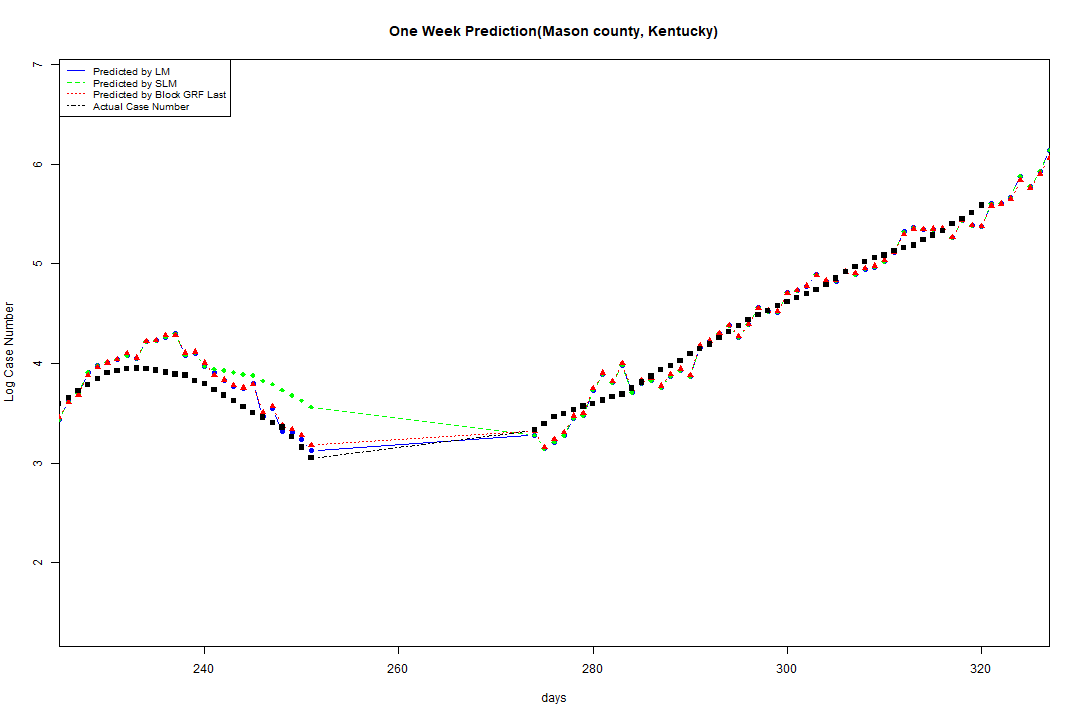 One Week Prediction(Mason county, Kentucky)
Predicted by LM
Predicted by SLM
Predicted by Block GRF Last
Actual Case Number
7
6
5
4
3
2
Log Case Number
240 260 280 300 320
days